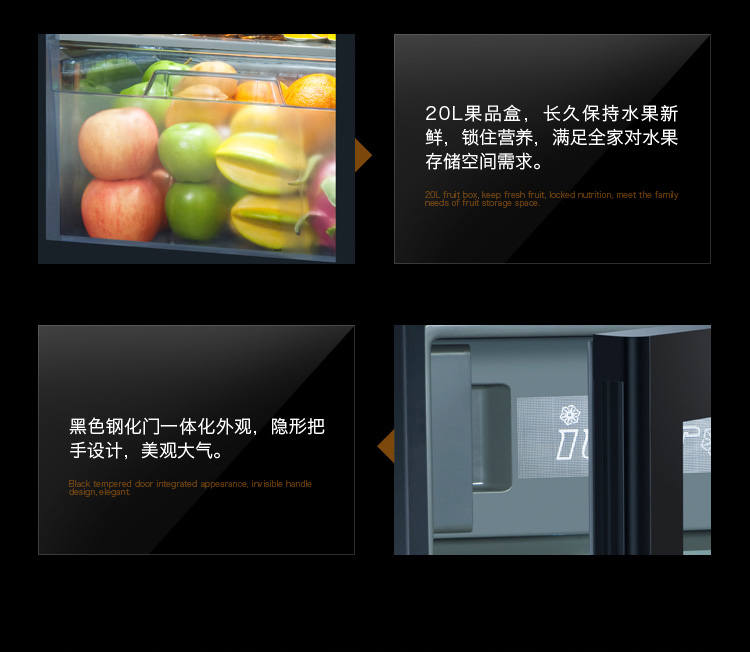 20L果品盒，长久保持水果新
鲜，锁住营养，满足全家对水果
存储空间需求。
20L fruit box, keep fresh fruit, locked nutrition, meet the family
needs of fruit storage space.
黑色钢化门一体化外观，隐形把
手设计，美观大气。
Black tempered door integrated appearance, invisible handle
design, elegant.